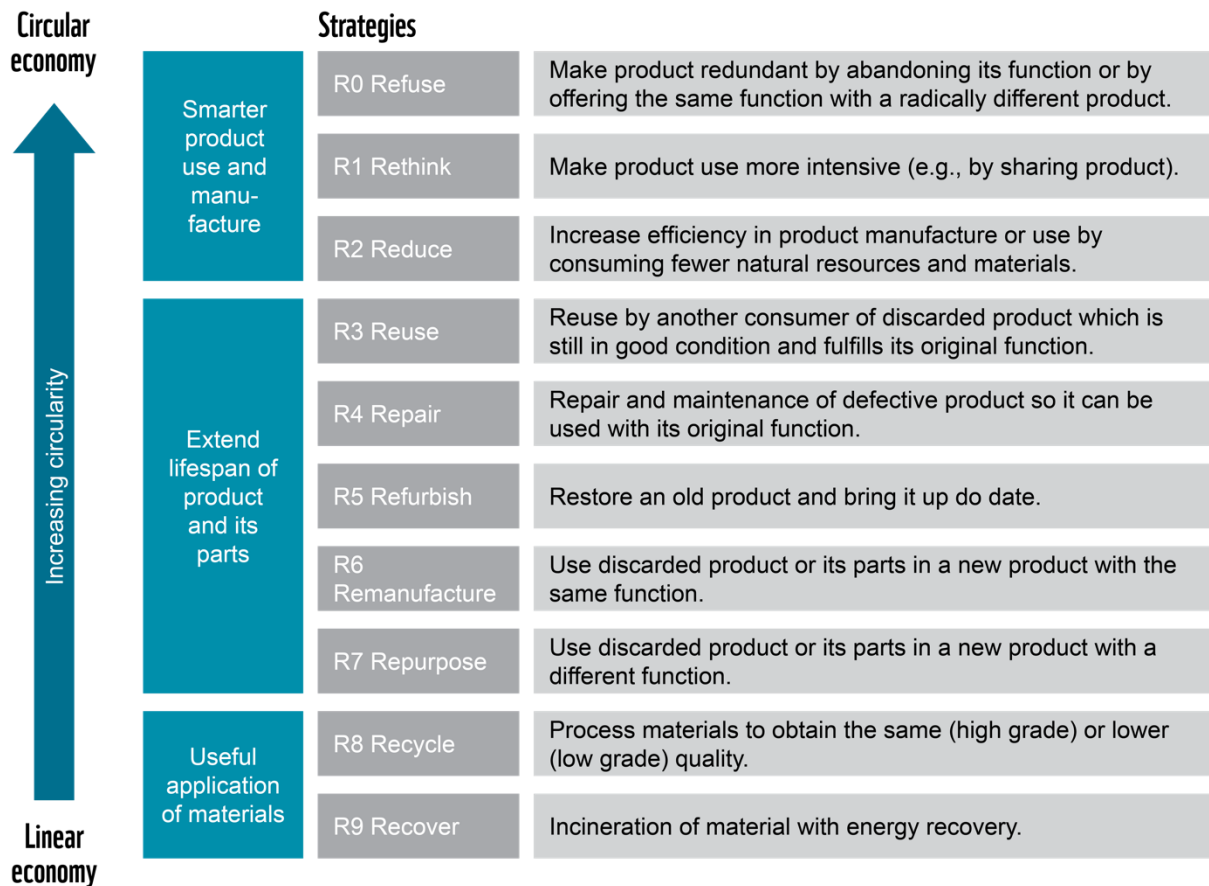 Circular
economy
Strategies
Increasing circularity
Smarter
product
use and
manu-
facture
R0 Refuse
Make product redundant by abandoning its function or by
offering the same function with a radically different product.
R1 Rethink
Make product use more intensive (e.g., by sharing product).
R2 Reduce
Increase efficiency in product manufacture or use by
consuming fewer natural resources and materials.
Extend
lifespan of
product
and its
parts
R3 Reuse
Reuse by another consumer of discarded product which is
still in good condition and fulfills its original function.
R4 Repair
Repair and maintenance of defective product so it can be
used with its original function.
R5 Refurbish
Restore an old product and bring it up do date.
R6
Remanufacture
Use discarded product or its parts in a new product with the
same function.
R7 Repurpose
Use discarded product or its parts in a new product with a
different function.
Useful
application
of materials
R8 Recycle
Process materials to obtain the same (high grade) or lower
(low grade) quality.
R9 Recover
Incineration of material with energy recovery.
Linear
economy